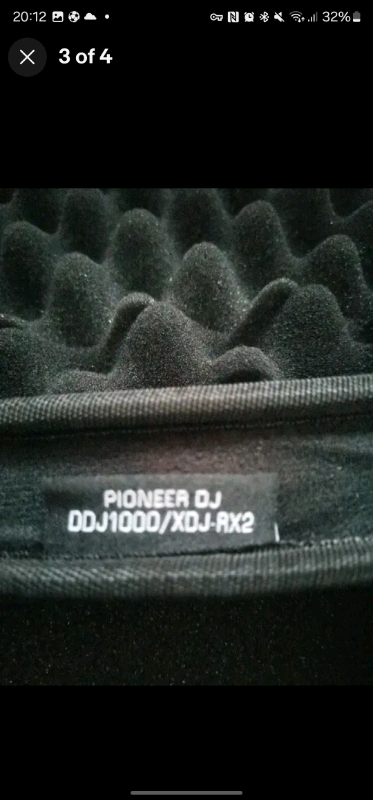 20:12
32%
3 of 4
PIONEER DJ
DDJ1000/XDJ-RX2